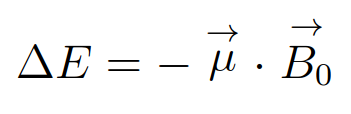 ΔE = − μ⃗ · B⃗₀